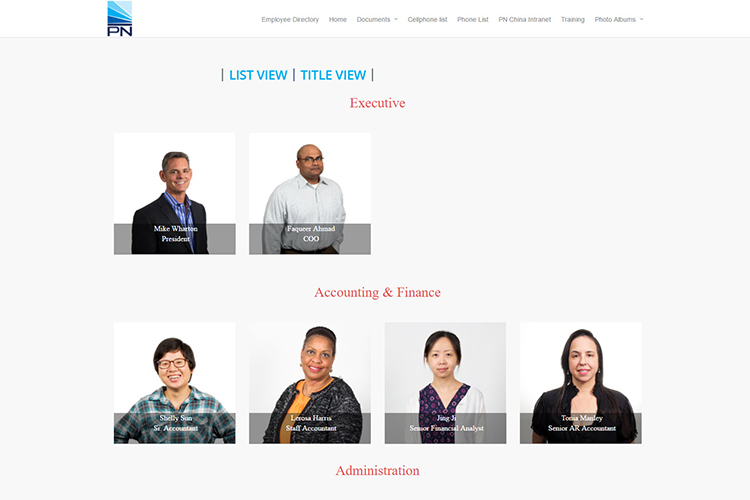 PN
Employee Directory Home Documents Cellphone list Phone List PN China Intranet Training Photo Albums
| LIST VIEW | TITLE VIEW |
Executive
Mike Wharton
President
Faqueer Ahmad
COO
Accounting & Finance
Shelly Sun
Sr. Accountant
Lerosa Harris
Staff Accountant
Jing Ji
Senior Financial Analyst
Tonia Manley
Senior AR Accountant
Administration